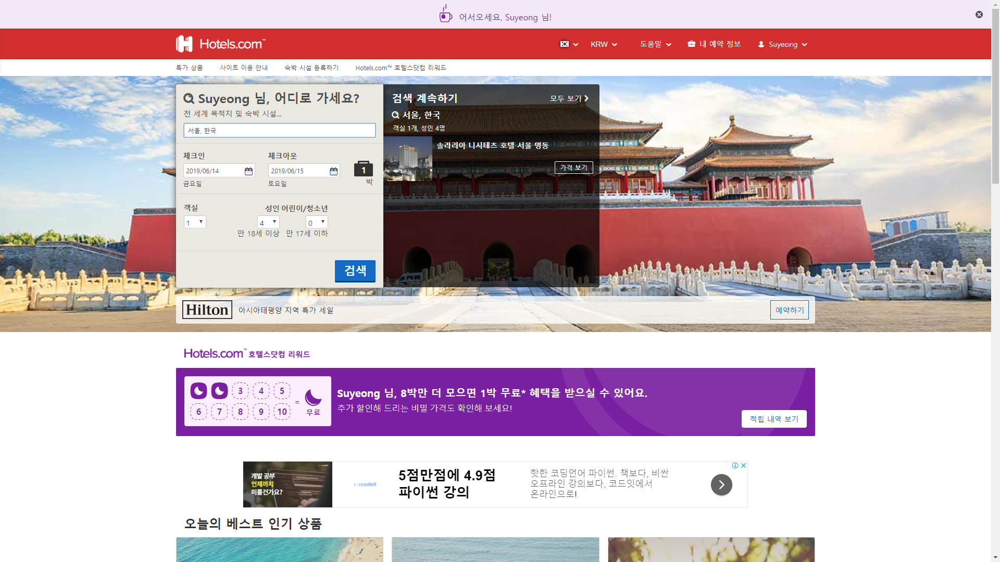 어서오세요, Suyeong 님!
Hotels.com™
KRW
도움말
내 예약 정보
Suyeong
특가 상품
사이트 이용 안내
숙박 시설 등록하기
Hotels.com™ 호텔스닷컴 리워드
Suyeong 님, 어디로 가세요?
전 세계 목적지 및 숙박 시설...
서울, 한국
체크인
체크아웃
2019/06/14
2019/06/15
1
금요일
토요일
박
객실
성인 어린이/청소년
1
4
0
만 18세 이상
만 17세 이하
검색
검색 계속하기
모두 보기
서울, 한국
객실 1개, 성인 4명
솔라리아 니시테츠 호텔 서울 명동
가격 보기
Hilton
아시아태평양 지역 특가 세일
예약하기
Hotels.com™ 호텔스닷컴 리워드
3 4 5
6 7 8 9 10
=
무료
Suyeong 님, 8박만 더 모으면 1박 무료* 혜택을 받으실 수 있어요.
추가 할인해 드리는 비밀 가격도 확인해 보세요!
적립 내역 보기
개발 공부
언제까지
미룰건가요?
codeit
5점만점에 4.9점
파이썬 강의
핫한 코딩언어 파이썬. 책보다, 비싼
오프라인 강의보다, 코드잇에서
온라인으로!
오늘의 베스트 인기 상품